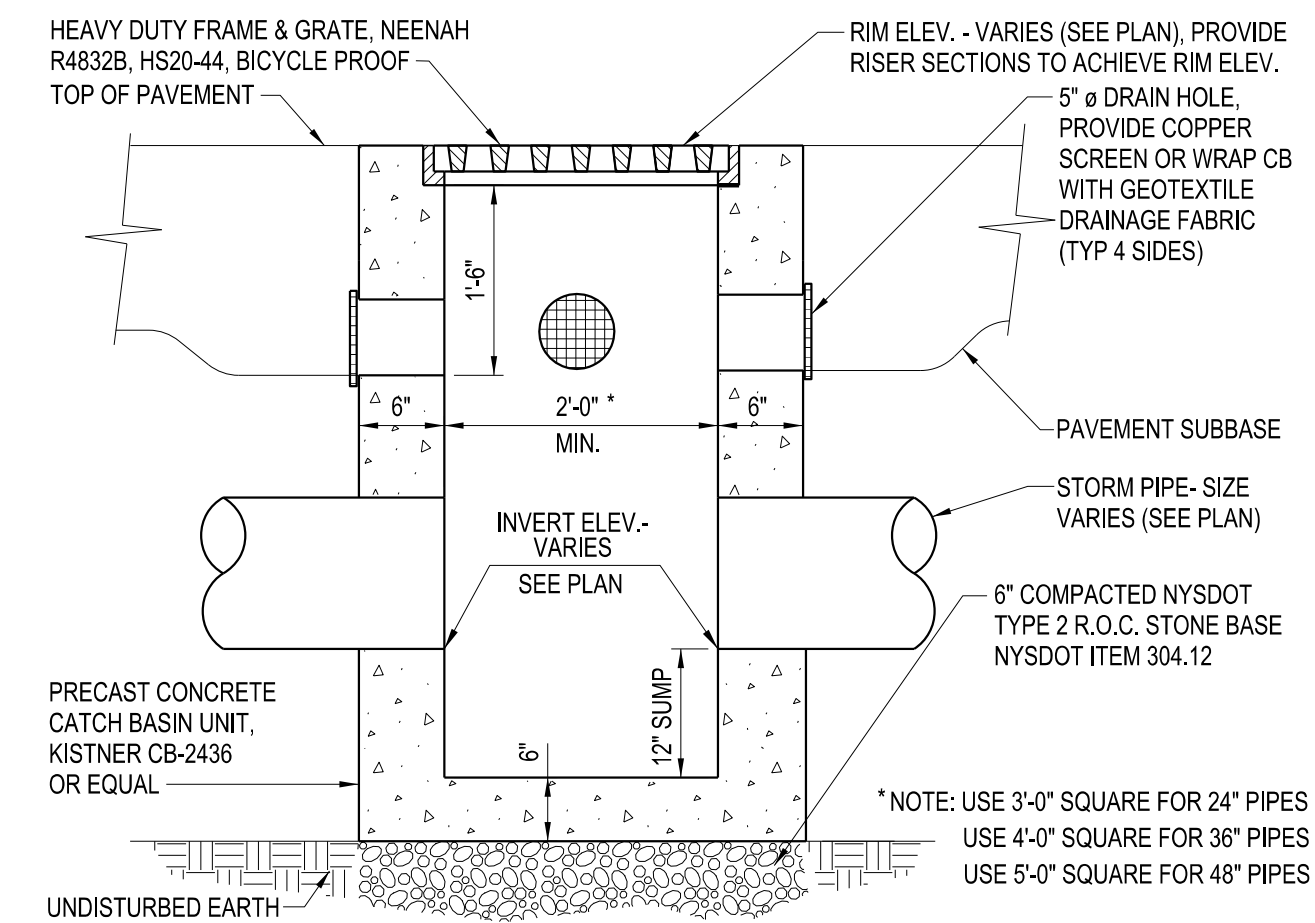 HEAVY DUTY FRAME & GRATE, NEENAH
R4832B, HS20-44, BICYCLE PROOF
TOP OF PAVEMENT
RIM ELEV. - VARIES (SEE PLAN), PROVIDE
RISER SECTIONS TO ACHIEVE RIM ELEV.
5" ø DRAIN HOLE,
PROVIDE COPPER
SCREEN OR WRAP CB
WITH GEOTEXTILE
DRAINAGE FABRIC
(TYP 4 SIDES)
1'-6"
6"
2'-0" *
MIN.
6"
PAVEMENT SUBBASE
STORM PIPE- SIZE
VARIES (SEE PLAN)
INVERT ELEV.-
VARIES
SEE PLAN
6" COMPACTED NYSDOT
TYPE 2 R.O.C. STONE BASE
NYSDOT ITEM 304.12
PRECAST CONCRETE
CATCH BASIN UNIT,
KISTNER CB-2436
OR EQUAL
6"
12" SUMP
* NOTE: USE 3'-0" SQUARE FOR 24" PIPES
USE 4'-0" SQUARE FOR 36" PIPES
USE 5'-0" SQUARE FOR 48" PIPES
UNDISTURBED EARTH